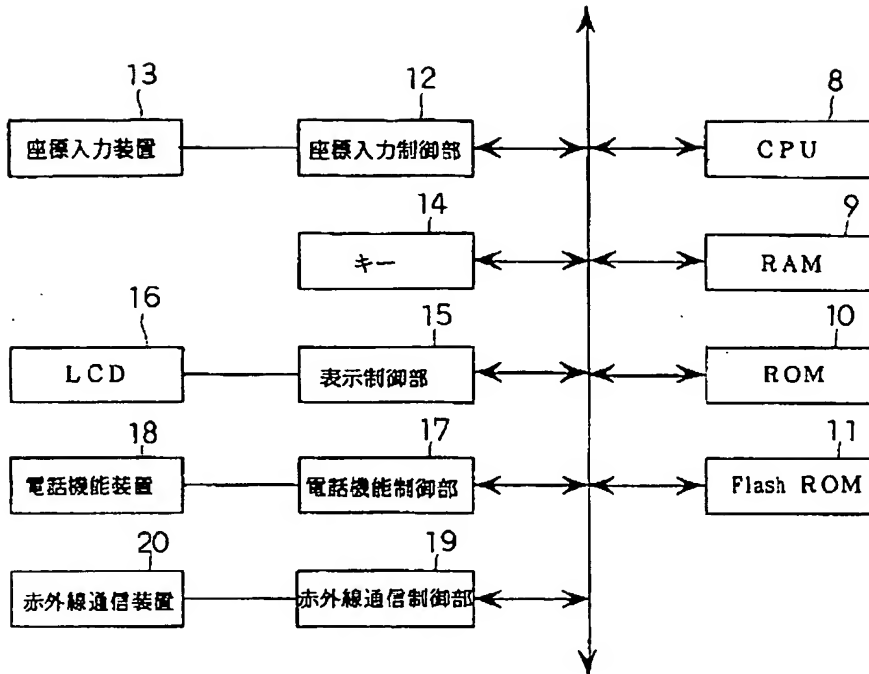 13
座標入力装置
12
座標入力制御部
8
CPU
14
キー
9
RAM
16
LCD
15
表示制御部
10
ROM
18
電話機能装置
17
電話機能制御部
11
Flash ROM
20
赤外線通信装置
19
赤外線通信制御部